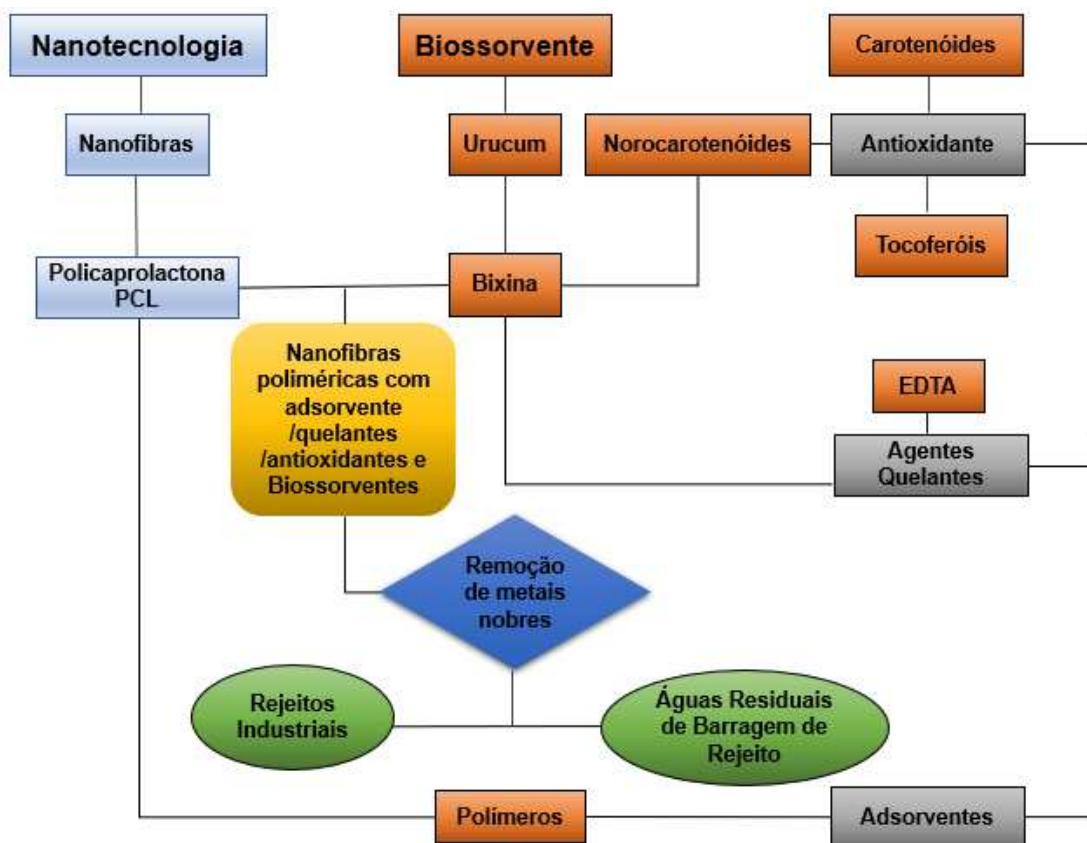 Nanotecnologia
Biossorvente
Carotenóides
Nanofibras
Urucum
Norocarotenóides
Antioxidante
Tocoferóis
Policaprolactona
PCL
Bixina
Nanofibras
poliméricas com
adsorvente
/quelantes
/antioxidantes e
Biossorventes
EDTA
Agentes
Quelantes
Remoção
de metais
nobres
Rejeitos
Industriais
Águas Residuais
de Barragem de
Rejeito
Polímeros
Adsorventes